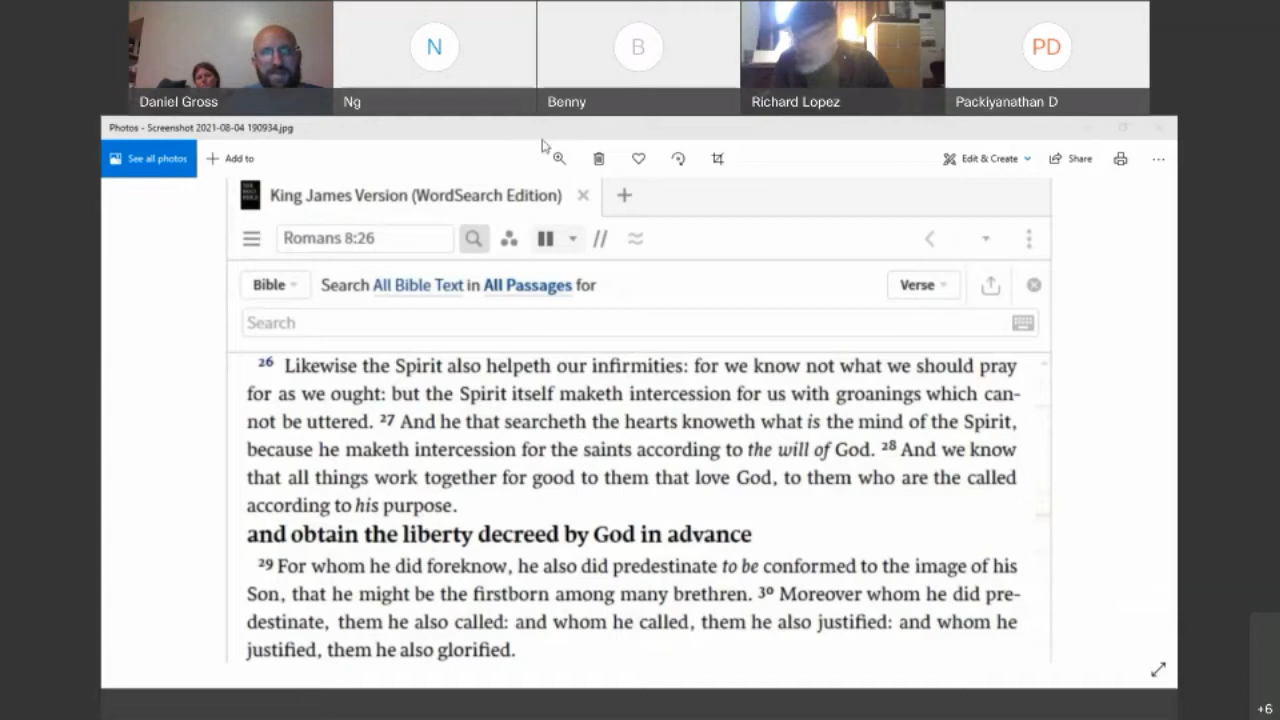 N
B
PD
Daniel Gross
Ng
Benny
Richard Lopez
Packiyanathan D
Photos - Screenshot 2021-08-04 190934.jpg
See all photos
Add to
Edit & Create
Share
King James Version (WordSearch Edition)
Romans 8:26
Bible
Search All Bible Text in All Passages for
Verse
Search
26 Likewise the Spirit also helpeth our infirmities: for we know not what we should pray
for as we ought: but the Spirit itself maketh intercession for us with groanings which can-
not be uttered. 27 And he that searcheth the hearts knoweth what is the mind of the Spirit,
because he maketh intercession for the saints according to the will of God. 28 And we know
that all things work together for good to them that love God, to them who are the called
according to his purpose.
and obtain the liberty decreed by God in advance
29 For whom he did foreknow, he also did predestinate to be conformed to the image of his
Son, that he might be the firstborn among many brethren. 30 Moreover whom he did pre-
destinate, them he also called: and whom he called, them he also justified: and whom he
justified, them he also glorified.
+6